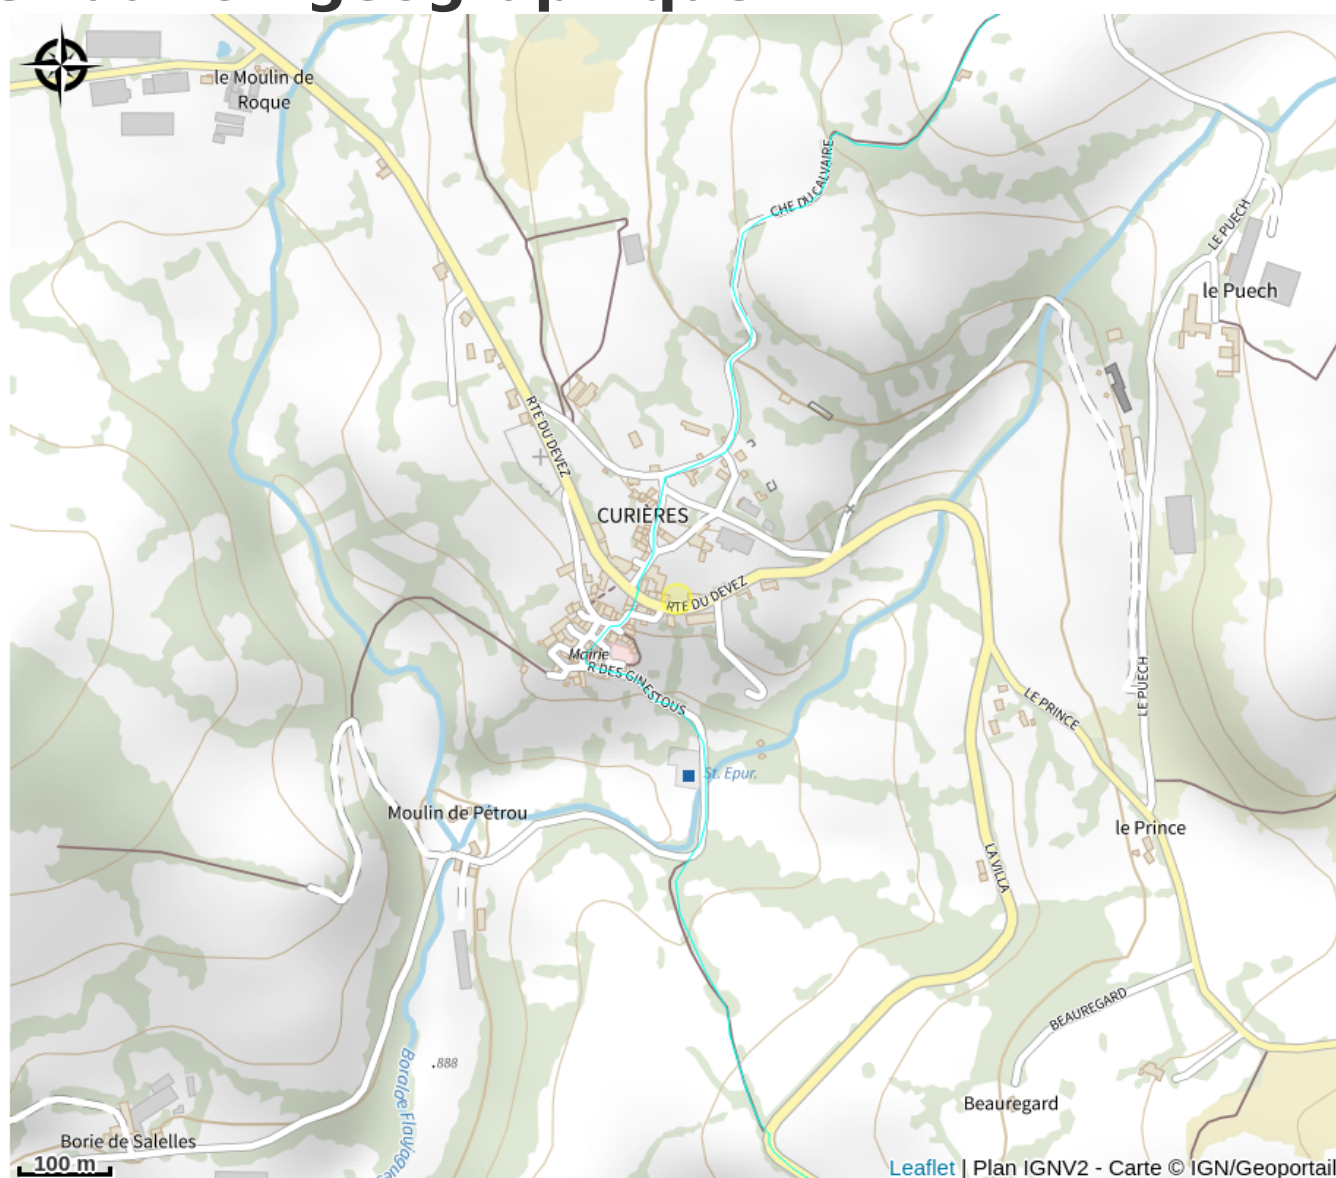 le Moulin de
Roque
CHE DU CALVAIRE
LE PUECH
le Puech
RTE DU DEVEZ
CURIÈRES
RTE DU DEVEZ
Mairie
R DES GINESTOUS
LE PUECH
LE PRINCE
St. Epur.
Moulin de Pétrou
le Prince
LA VILLA
BEAUREGARD
.888
Beauregard
Borie de Salelles
100 m
Leaflet | Plan IGNV2 - Carte © IGN/Geoportail